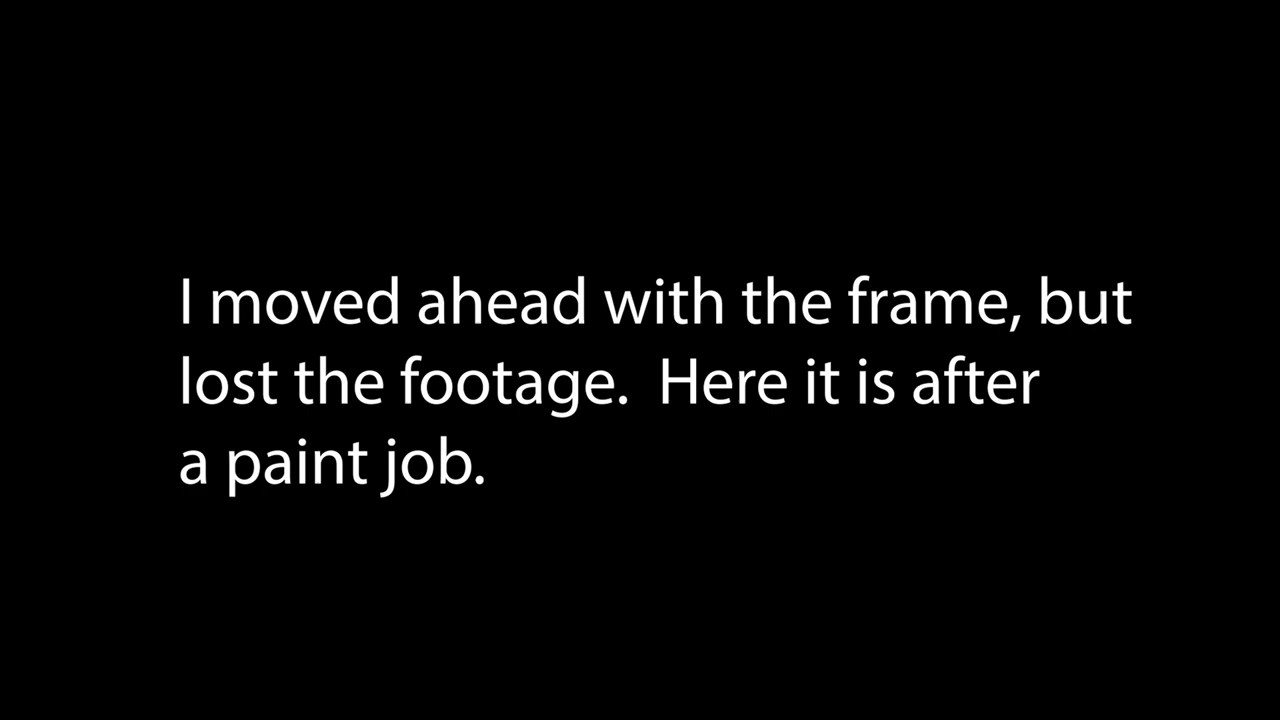 I moved ahead with the frame, but
lost the footage.  Here it is after
a paint job.